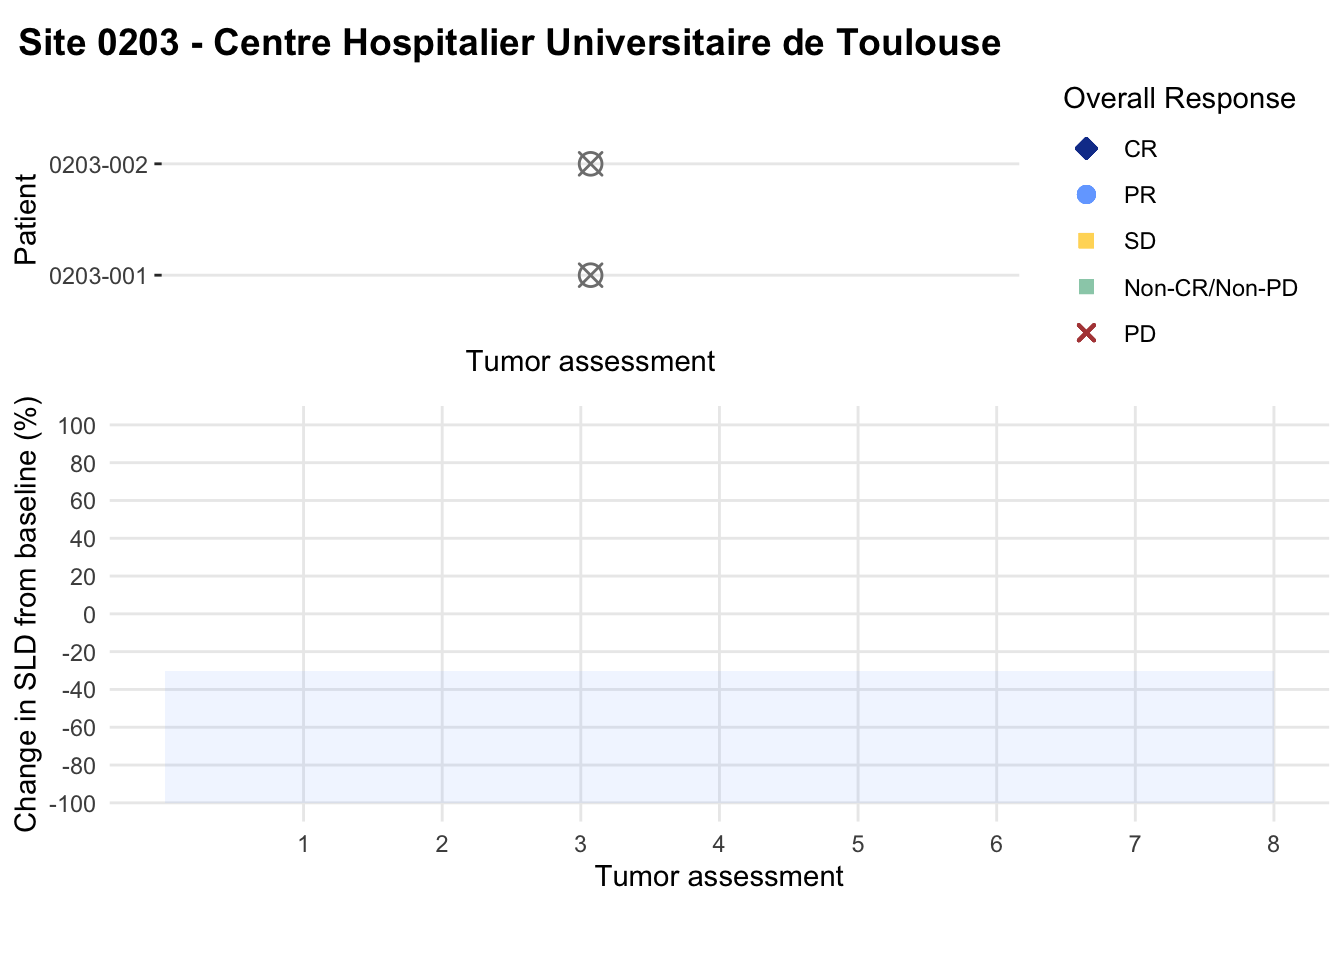 Site 0203 - Centre Hospitalier Universitaire de Toulouse
Patient
0203-002
0203-001
Tumor assessment
Overall Response
CR
PR
SD
Non-CR/Non-PD
PD
Change in SLD from baseline (%)
100
80
60
40
20
0
-20
-40
-60
-80
-100
1 2 3 4 5 6 7 8
Tumor assessment